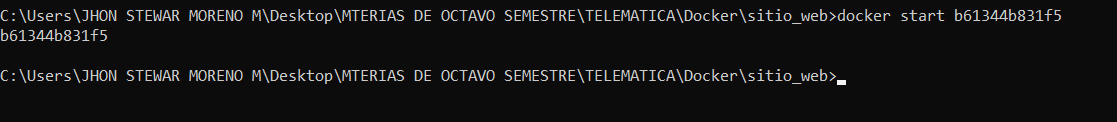 C:\Users\JHON STEWAR MORENO M\Desktop\MTERIAS DE OCTAVO SEMESTRE\TELEMATICA\Docker\sitio_web>docker start b61344b831f5
b61344b831f5
C:\Users\JHON STEWAR MORENO M\Desktop\MTERIAS DE OCTAVO SEMESTRE\TELEMATICA\Docker\sitio_web>